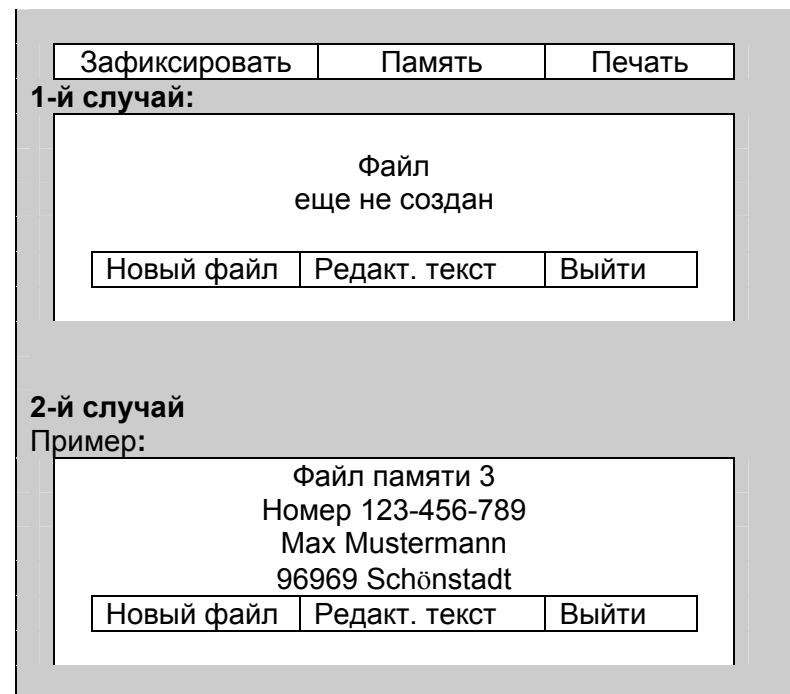 Зафиксировать Память Печать
1-й случай:
Файл
еще не создан
Новый файл Редакт. текст Выйти
2-й случай
Пример:
Файл памяти 3
Номер 123-456-789
Max Mustermann
96969 Schönstadt
Новый файл Редакт. текст Выйти